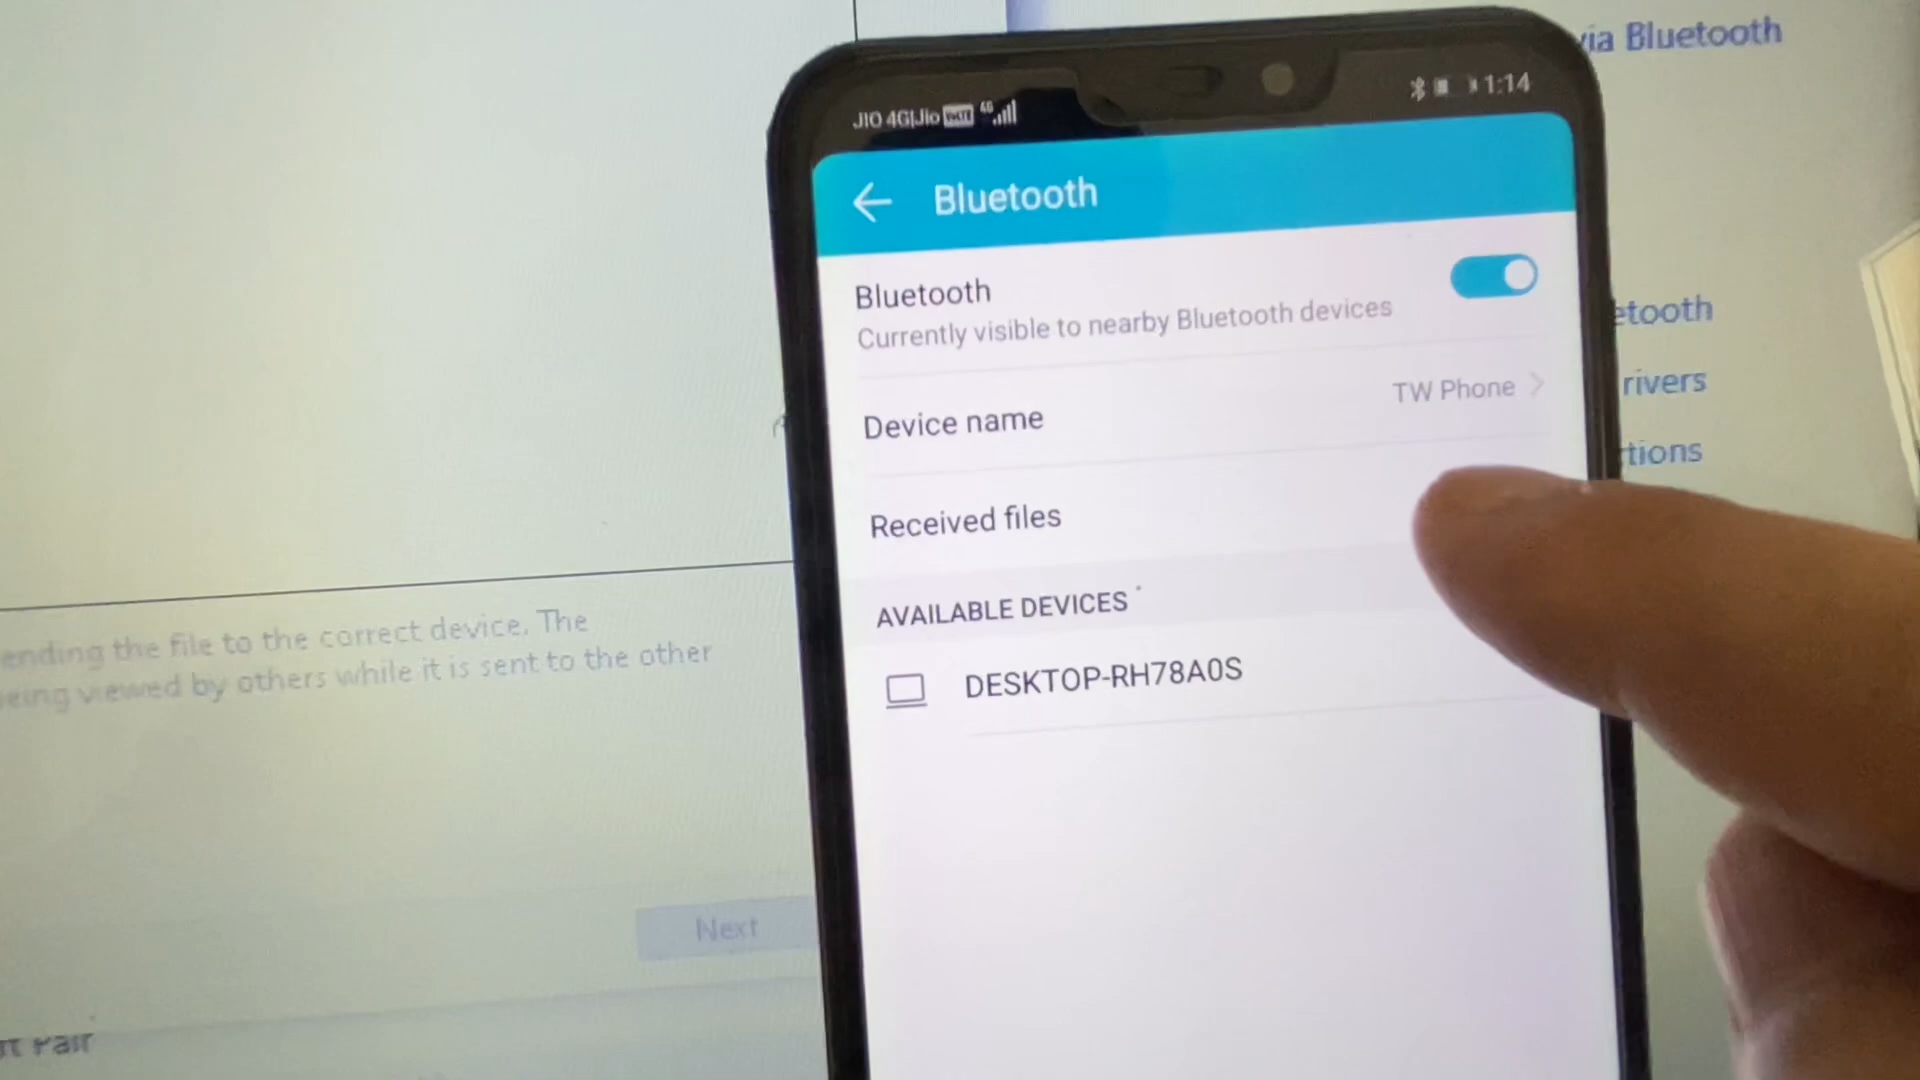 via Bluetooth
JIO 4G|Jio VoLTE 4G
1:14
Bluetooth
Bluetooth
Currently visible to nearby Bluetooth devices
etooth
Device name
TW Phone
rivers
tions
Received files
AVAILABLE DEVICES
DESKTOP-RH78A0S
ending the file to the correct device. The
eing viewed by others while it is sent to the other
Next
Pair